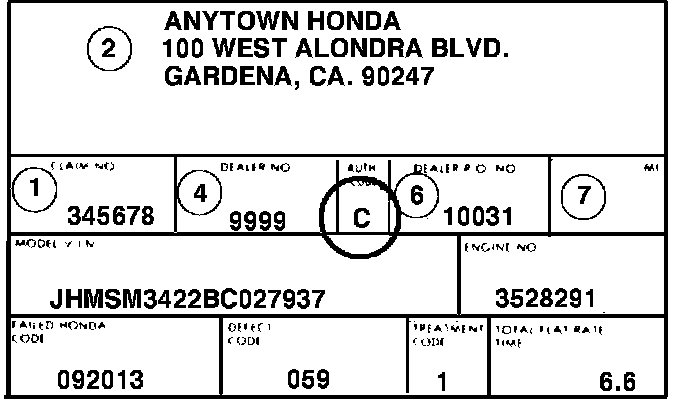 2
ANYTOWN HONDA
100 WEST ALONDRA BLVD.
GARDENA, CA. 90247
CLAIM NO
DEALER NO
AUTH CODE
DEALER R.O. NO
MI
1
345678
4
9999
C
6
10031
7
MODEL V.I.N.
ENGINE NO
JHMSM3422BC027937
3528291
FAILED HONDA CODE
DEFECT CODE
TREATMENT CODE
TOTAL FLAT RATE TIME
092013
059
1
6.6